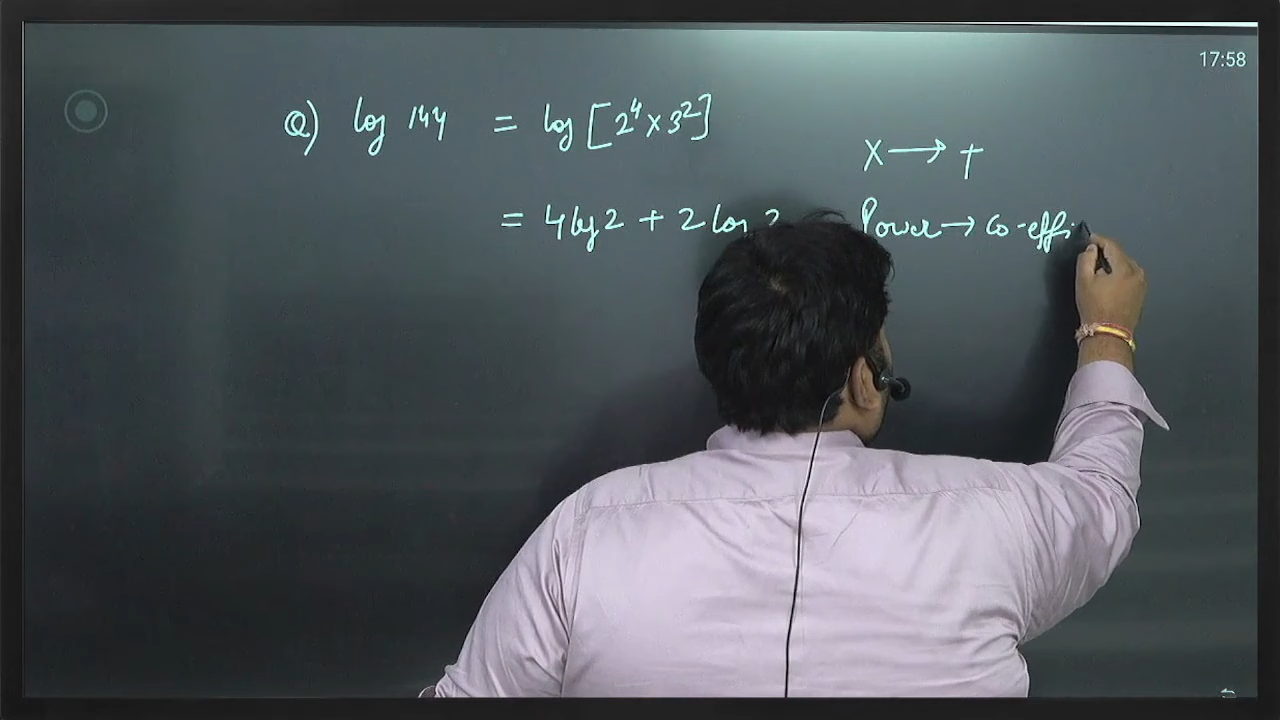 17:58
Q) log 144 = log [2⁴ x 3²]
x → +
= 4 log 2 + 2 log
Power → Co-effi